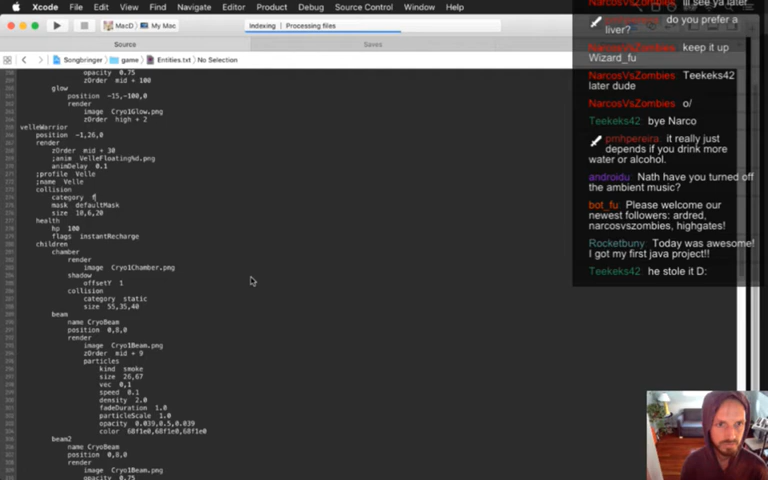 Xcode File Edit View Find Navigate Editor Product Debug Window Help
MacD My Mac
Indexing | Processing files
Source Saves
Songbringer game Entities.txt No Selection
opacity 0.75
zOrder mid + 100
glow
position -15,-100,0
render
image Cryo1Glow.png
zOrder high + 2
velleWarrior
position -1,26,0
render
zOrder mid + 30
;anim VelleFloating%d.png
animDelay 0.1
;profile Velle
;name Velle
collision
category f
mask defaultMask
size 10,6,20
health
hp 100
flags instantRecharge
children
chamber
render
image Cryo1Chamber.png
shadow
offsetY 1
collision
category static
size 55,35,40
beam
name CryoBeam
position 0,8,0
render
image Cryo1Beam.png
zOrder mid + 9
particles
kind smoke
size 26,67
vec 0,1
speed 0.1
density 2.0
fadeDuration 1.0
particleScale 1.0
opacity 0.039,0.5,0.039
color 68f1e0,68f1e0,68f1e0
beam2
name CryoBeam
position 0,8,0
render
image Cryo1Beam.png
opacity 0.75
NarcosVsZombies ill see ya later
do you prefer a
liver?
NarcosVsZombies keep it up
Wizard_fu
NarcosVsZombies Teekeks42
later dude
NarcosVsZombies o/
Teekeks42 bye Narco
pmhpereira it really just
depends if you drink more
water or alcohol.
androidu Nath have you turned off
the ambient music?
bot_fu Please welcome our
newest followers: ardred,
narcosvszombies, highgates!
Rocketbuny Today was awesome!
I got my first java project!!
Teekeks42 he stole it D: